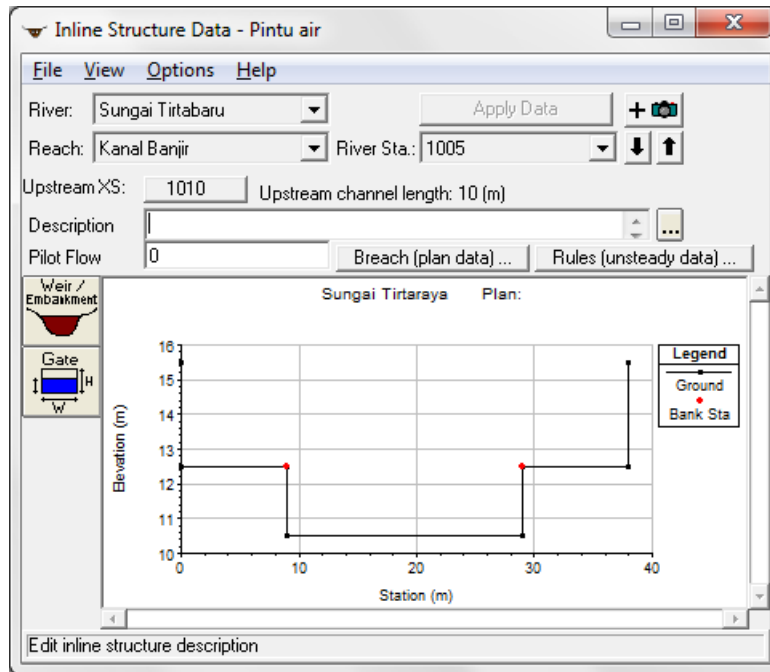 Inline Structure Data - Pintu air
File View Options Help
River: Sungai Tirtabaru Apply Data +
Reach: Kanal Banjir River Sta.: 1005
Upstream XS: 1010 Upstream channel length: 10 (m)
Description ...
Pilot Flow 0 Breach (plan data) ... Rules (unsteady data) ...
Weir /
Embankment
Gate
H
W
Sungai Tirtaraya Plan:
Legend
Ground
Bank Sta
16
15
14
13
12
11
10
Elevation (m)
0 10 20 30 40
Station (m)
Edit inline structure description